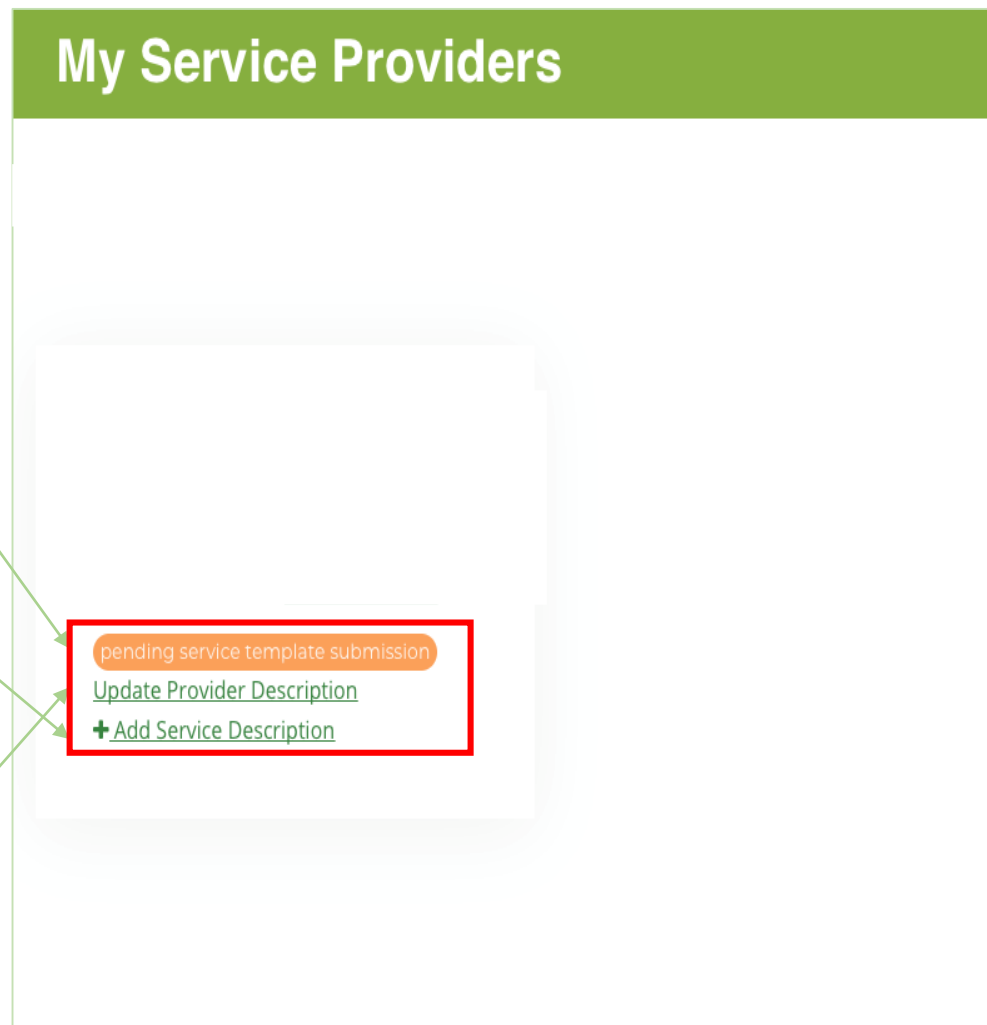 My Service Providers
pending service template submission
Update Provider Description
+ Add Service Description